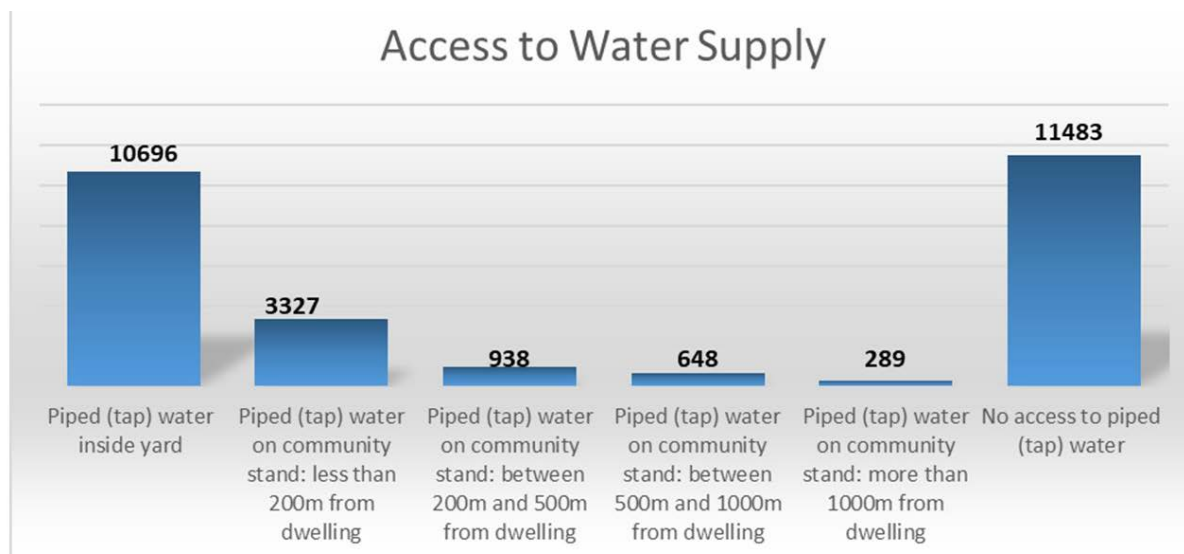 Access to Water Supply
10696
3327
938
648
289
11483
Piped (tap) water
inside yard
Piped (tap) water
on community
stand: less than
200m from
dwelling
Piped (tap) water
on community
stand: between
200m and 500m
from dwelling
Piped (tap) water
on community
stand: between
500m and 1000m
from dwelling
Piped (tap) water
on community
stand: more than
1000m from
dwelling
No access to piped
(tap) water